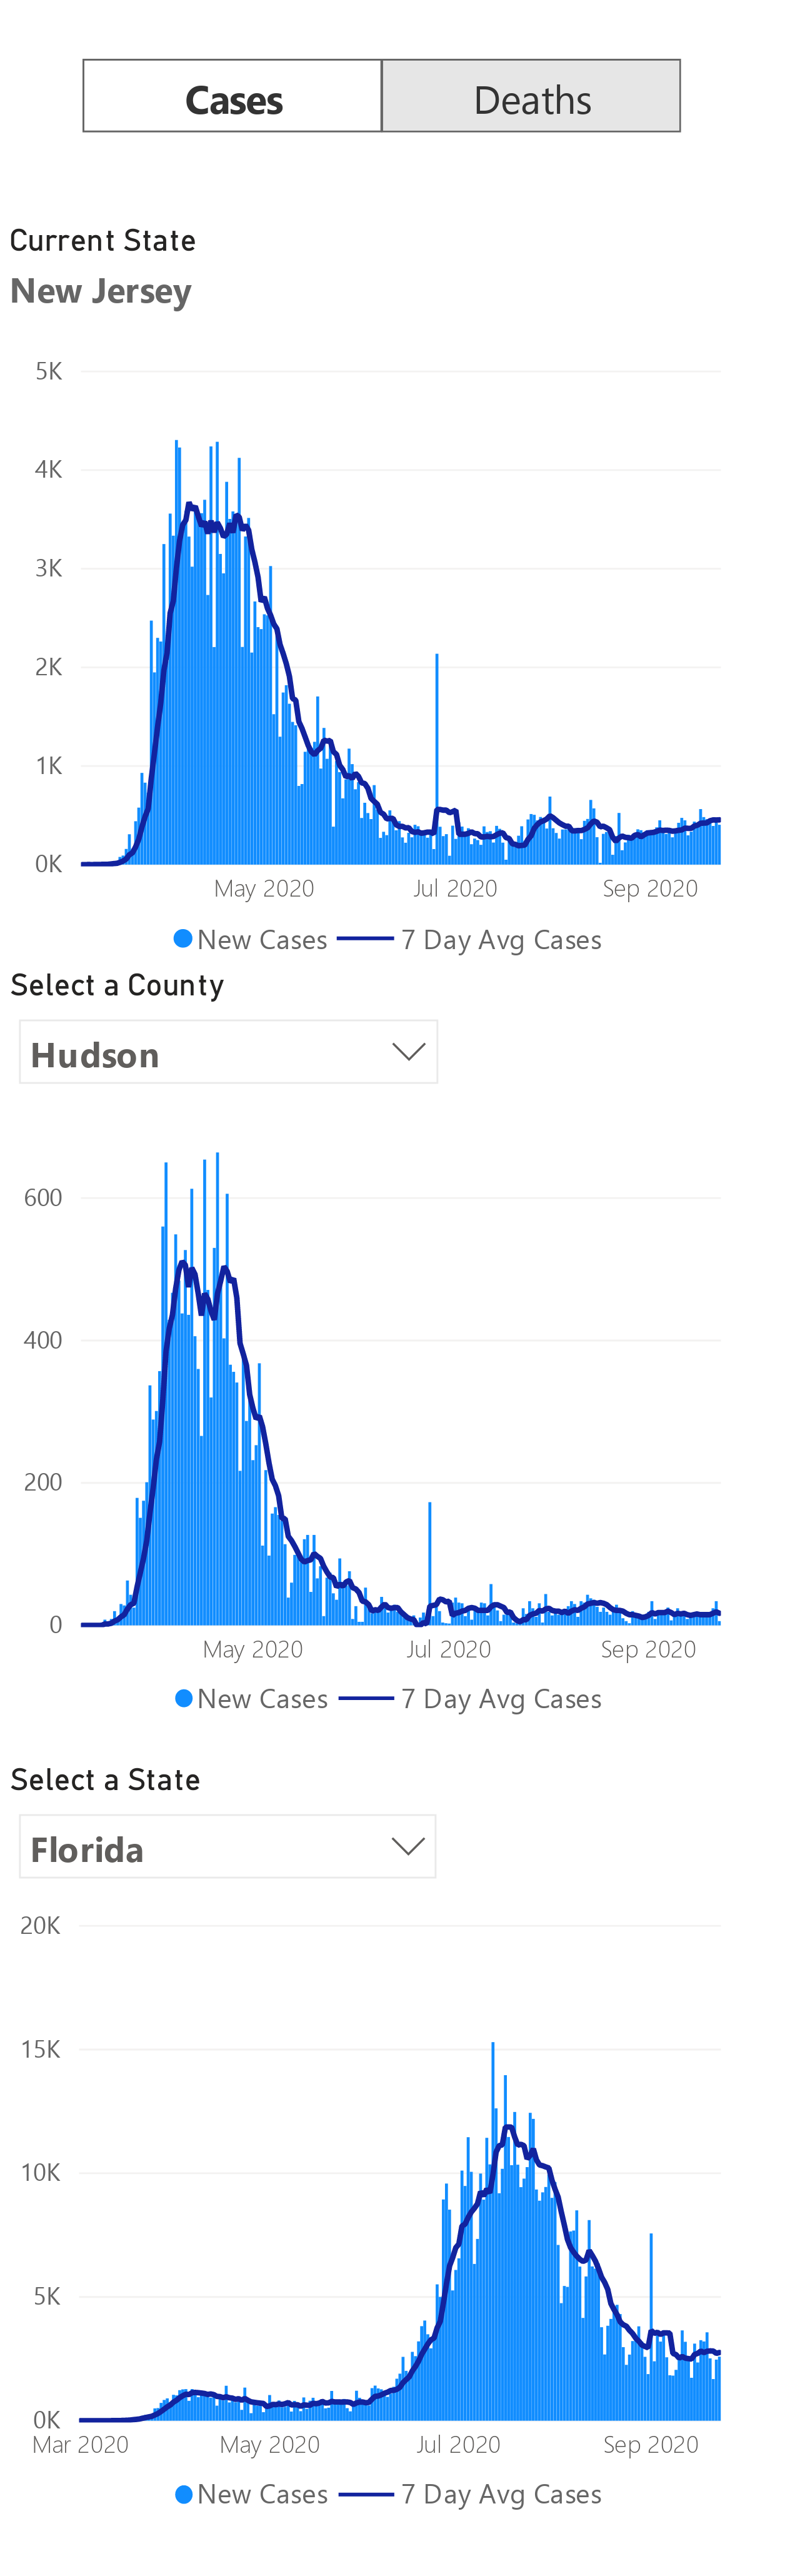 Cases Deaths
Current State
New Jersey
5K
4K
3K
2K
1K
0K
May 2020 Jul 2020 Sep 2020
New Cases 7 Day Avg Cases
Select a County
Hudson
600
400
200
0
May 2020 Jul 2020 Sep 2020
New Cases 7 Day Avg Cases
Select a State
Florida
20K
15K
10K
5K
0K
Mar 2020 May 2020 Jul 2020 Sep 2020
New Cases 7 Day Avg Cases